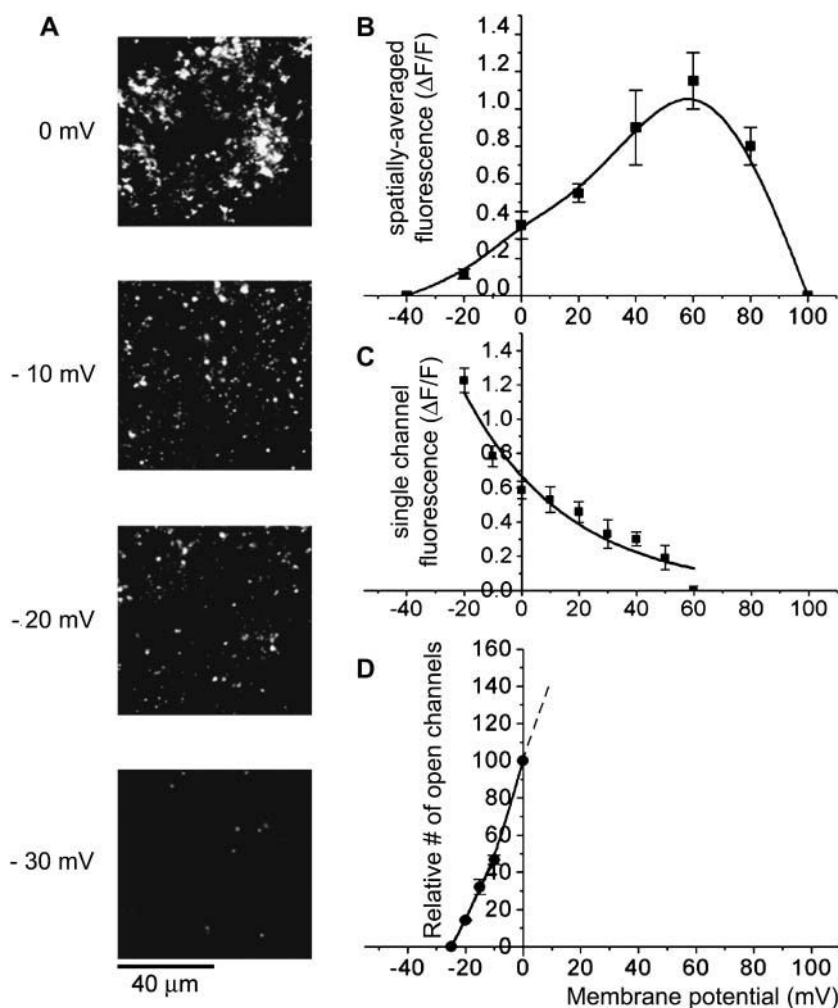 A
0 mV
- 10 mV
- 20 mV
- 30 mV
40 μm
B
spatially-averaged
fluorescence (ΔF/F)
1.4
1.2
1.0
0.8
0.6
0.4
0.2
0.0
-40 -20 0 20 40 60 80 100
C
single channel
fluorescence (ΔF/F)
1.4
1.2
1.0
0.8
0.6
0.4
0.2
0.0
-40 -20 0 20 40 60 80 100
D
Relative # of open channels
160
140
120
100
80
60
40
20
0
-40 -20 0 20 40 60 80 100
Membrane potential (mV)